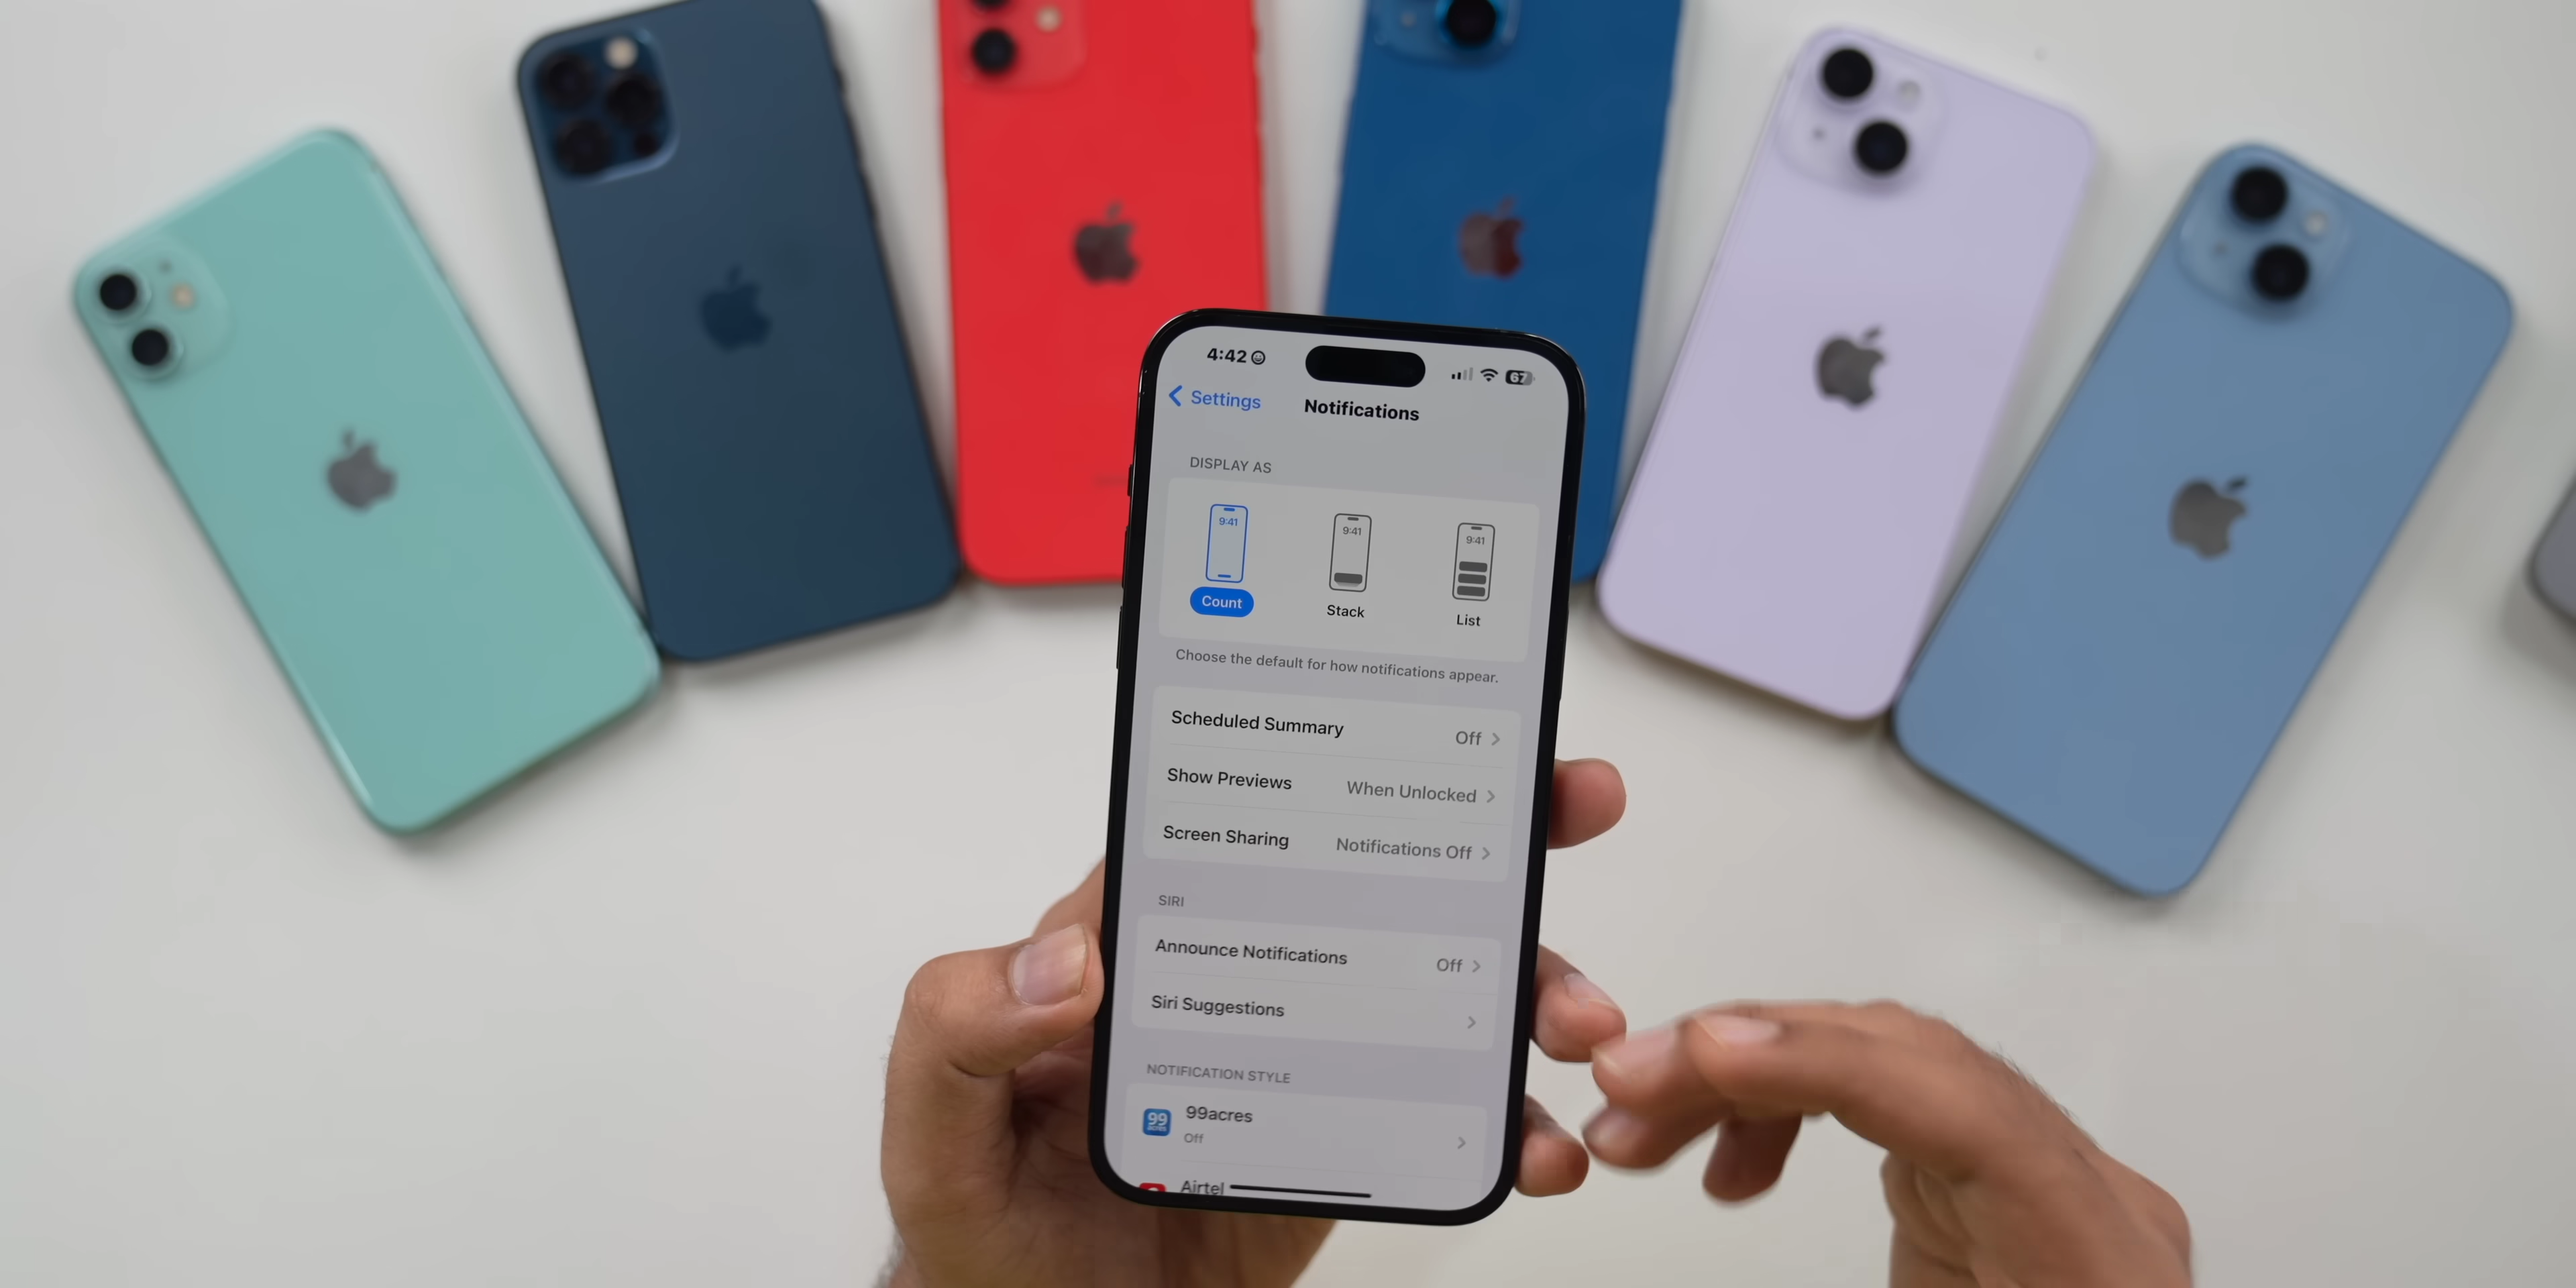 4:42 67
Settings Notifications
DISPLAY AS
9:41 9:41 9:41
Count Stack List
Choose the default for how notifications appear.
Scheduled Summary Off
Show Previews When Unlocked
Screen Sharing Notifications Off
SIRI
Announce Notifications Off
Siri Suggestions
NOTIFICATION STYLE
99 acres
99acres
Off
Airtel